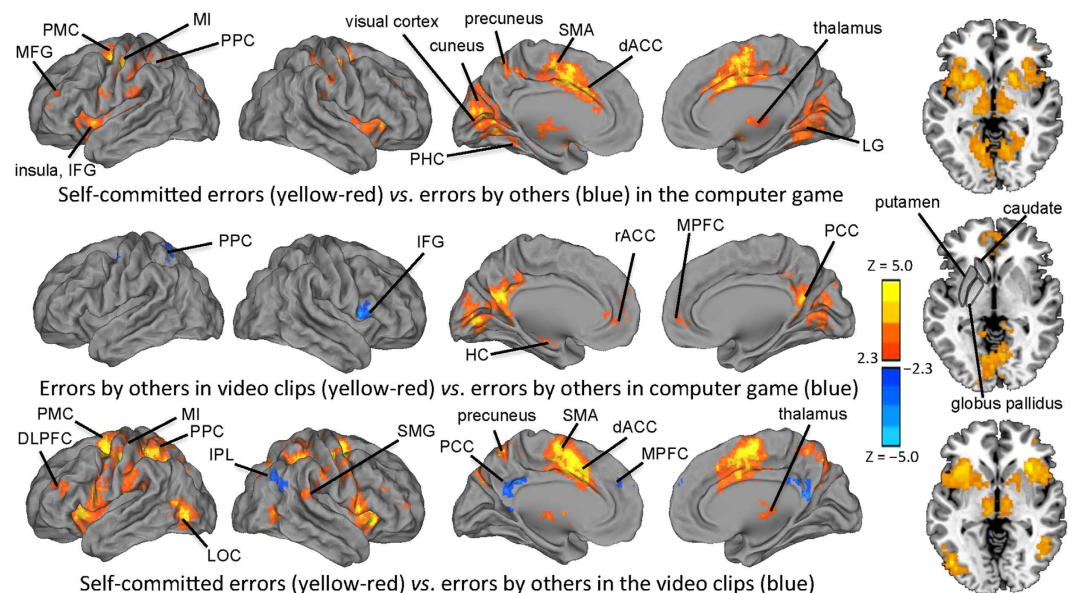 PMC
MI
PPC
MFG
insula, IFG
visual cortex
precuneus
cuneus
SMA
dACC
PHC
thalamus
LG
Self-committed errors (yellow-red) vs. errors by others (blue) in the computer game
PPC
IFG
rACC
HC
MPFC
PCC
putamen
caudate
globus pallidus
Z = 5.0
2.3
−2.3
Z = −5.0
Errors by others in video clips (yellow-red) vs. errors by others in computer game (blue)
PMC
MI
PPC
DLPFC
LOC
IPL
SMG
precuneus
PCC
SMA
dACC
MPFC
thalamus
Self-committed errors (yellow-red) vs. errors by others in the video clips (blue)